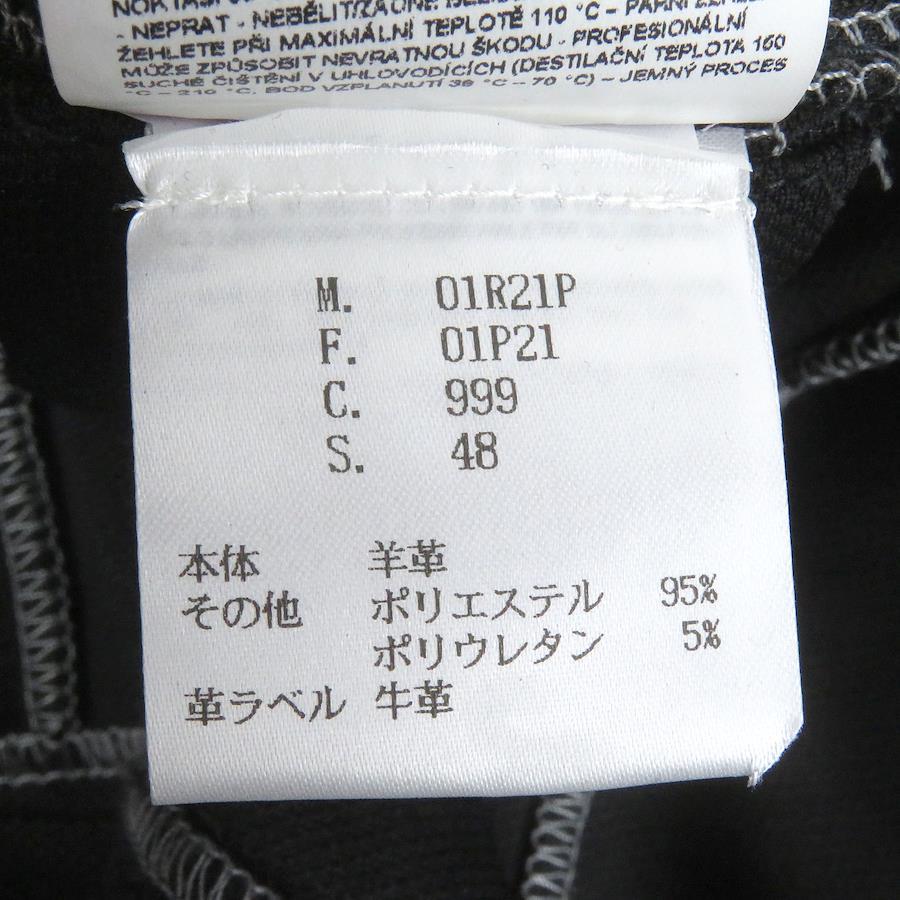 - NEPRAT - NEBĚLIT
110 °C - PARNÍ
ŽEHLETE PŘI MAXIMÁLNÍ TEPLOTĚ
MŮŽE ZPŮSOBIT NEVRATNOU ŠKODU - PROFESIONÁLNÍ
SUCHÉ ČIŠTĚNÍ V UHLOVODÍCÍCH (DESTILAČNÍ TEPLOTA 150
°C - 210 °C, BOD VZPLANUTÍ 38 °C - 70 °C) - JEMNÝ PROCES
M. 01R21P
F. 01P21
C. 999
S. 48
本体 羊革
その他 ポリエステル 95%
ポリウレタン 5%
革ラベル 牛革